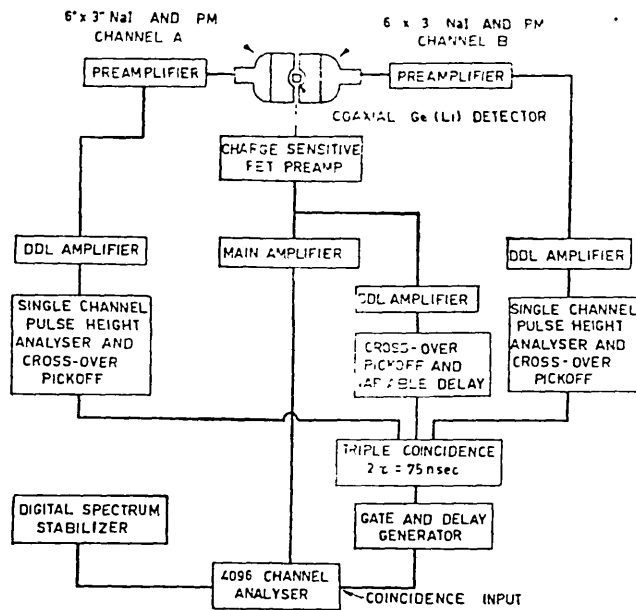 6" x 3" NaI AND PM
CHANNEL A
6 x 3 NaI AND PM
CHANNEL B
PREAMPLIFIER
PREAMPLIFIER
COAXIAL Ge (Li) DETECTOR
CHARGE SENSITIVE
FET PREAMP
DDL AMPLIFIER
MAIN AMPLIFIER
DDL AMPLIFIER
DDL AMPLIFIER
SINGLE CHANNEL
PULSE HEIGHT
ANALYSER AND
CROSS-OVER
PICKOFF
CROSS-OVER
PICKOFF AND
VARIABLE DELAY
SINGLE CHANNEL
PULSE HEIGHT
ANALYSER AND
CROSS-OVER
PICKOFF
TRIPLE COINCIDENCE
2 τ = 75 nsec
DIGITAL SPECTRUM
STABILIZER
GATE AND DELAY
GENERATOR
4096 CHANNEL
ANALYSER
COINCIDENCE INPUT